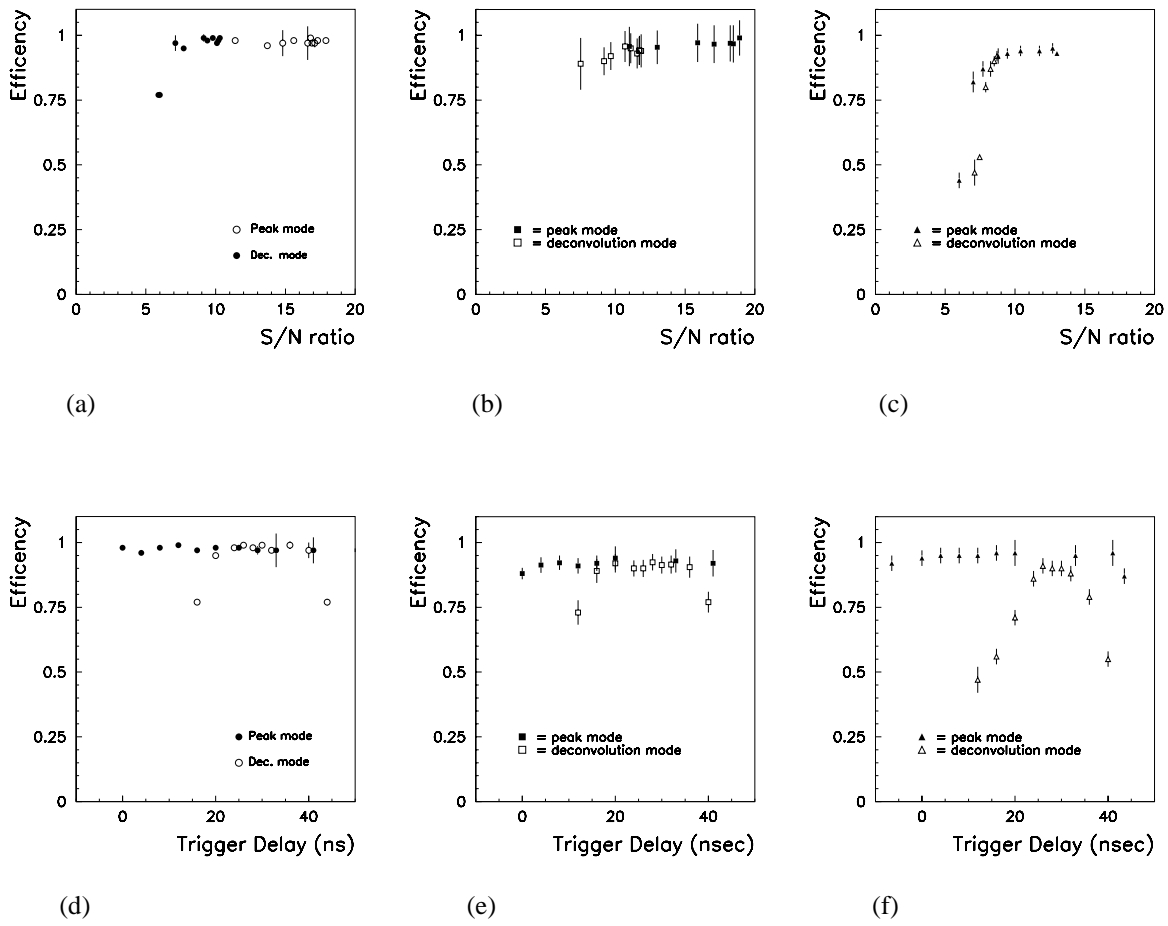 Efficency
1
0.75
0.5
0.25
0
0 5 10 15 20
S/N ratio
Peak mode
Dec. mode
(a)
Efficency
1
0.75
0.5
0.25
0
0 5 10 15 20
S/N ratio
= peak mode
= deconvolution mode
(b)
Efficency
1
0.75
0.5
0.25
0
0 5 10 15 20
S/N ratio
= peak mode
= deconvolution mode
(c)
Efficency
1
0.75
0.5
0.25
0
0 20 40
Trigger Delay (ns)
Peak mode
Dec. mode
(d)
Efficency
1
0.75
0.5
0.25
0
0 20 40
Trigger Delay (nsec)
= peak mode
= deconvolution mode
(e)
Efficency
1
0.75
0.5
0.25
0
0 20 40
Trigger Delay (nsec)
= peak mode
= deconvolution mode
(f)